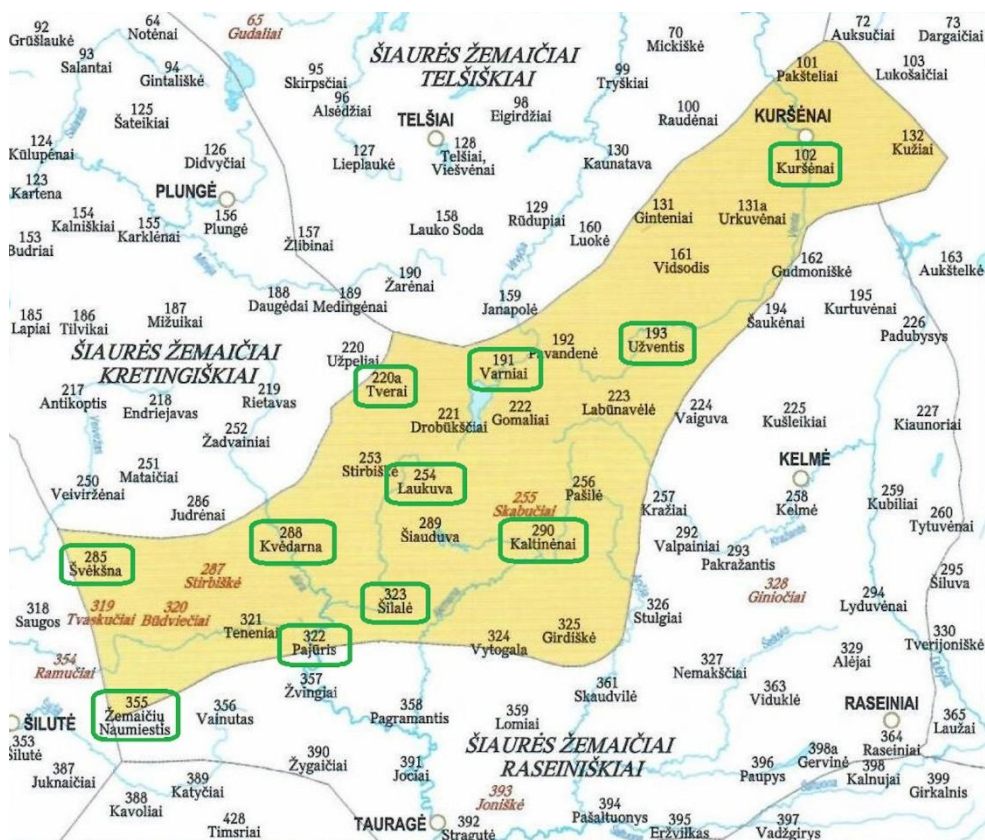 92
Grūšlaukė
64
Notėnai
65
Gudaliai
70
Mickiškė
72
Auksučiai
73
Dargaičiai
93
Salantai
94
Gintališkė
95
Skirpsčiai
ŠIAURĖS ŽEMAIČIAI
TELŠIŠKIAI
99
Tryškiai
101
Pakšteliai
103
Lukošaičiai
96
Alsėdžiai
98
Eigirdžiai
100
Raudėnai
125
Šateikiai
TELŠIAI
KURŠĖNAI
124
Kūlupėnai
126
Didvyčiai
127
Lieplaukė
128
Telšiai,
Viešvėnai
130
Kaunatava
102
Kuršėnai
132
Kužiai
123
Kartena
PLUNGĖ
154
Kalniškiai
155
Karklėnai
156
Plungė
158
Lauko Soda
129
Rūdupiai
131
Ginteniai
131a
Urkuvėnai
153
Budriai
157
Žlibinai
160
Luokė
161
Vidsodis
162
Gudmoniškė
163
Aukštelkė
190
Žarėnai
188
Daugėdai
189
Medingėnai
159
Janapolė
194
Šaukėnai
195
Kurtuvėnai
185
Lapiai
186
Tilvikai
187
Mižuikai
192
Pavandenė
193
Užventis
226
Padubysys
ŠIAURĖS ŽEMAIČIAI
KRETINGIŠKIAI
220
Užpeliai
220a
Tverai
191
Varniai
217
Antikoptis
218
Endriejavas
219
Rietavas
221
Drobūkščiai
222
Gomaliai
223
Labūnavėlė
224
Vaiguva
225
Kušleikiai
227
Kiaunoriai
252
Žadvainiai
253
Stirbiškė
KELMĖ
250
Veiviržėnai
251
Mataičiai
254
Laukuva
255
Skabučiai
256
Pašilė
257
Kražiai
258
Kelmė
259
Kubiliai
260
Tytuvėnai
286
Judrėnai
288
Kvėdarna
289
Šiauduva
290
Kaltinėnai
292
Valpainiai
293
Pakražantis
285
Švėkšna
287
Stirbiškė
328
Giniočiai
295
Šiluva
318
Saugos
319
Tvaskučiai
320
Būdviečiai
323
Šilalė
326
Stulgiai
294
Lyduvėnai
321
Teneniai
322
Pajūris
324
Vytogala
325
Girdiškė
330
Tverijoniškė
354
Ramučiai
327
Nemakščiai
329
Alėjai
357
Žvingiai
361
Skaudvilė
363
Viduklė
RASEINIAI
355
Žemaičių
Naumiestis
356
Vainutas
358
Pagramantis
359
Lomiai
365
Laužai
ŠILUTĖ
353
Šilutė
364
Raseiniai
ŠIAURĖS ŽEMAIČIAI
RASEINIŠKIAI
387
Juknaičiai
390
Žygaičiai
391
Jociai
396
Paupys
398a
Gervinė
398
Kalnujai
399
Girkalnis
389
Katyčiai
393
Joniškė
388
Kavoliai
394
Pašaltuonys
428
Timsriai
TAURAGĖ
392
Stragutė
395
Eržvilkas
397
Vadžgirys